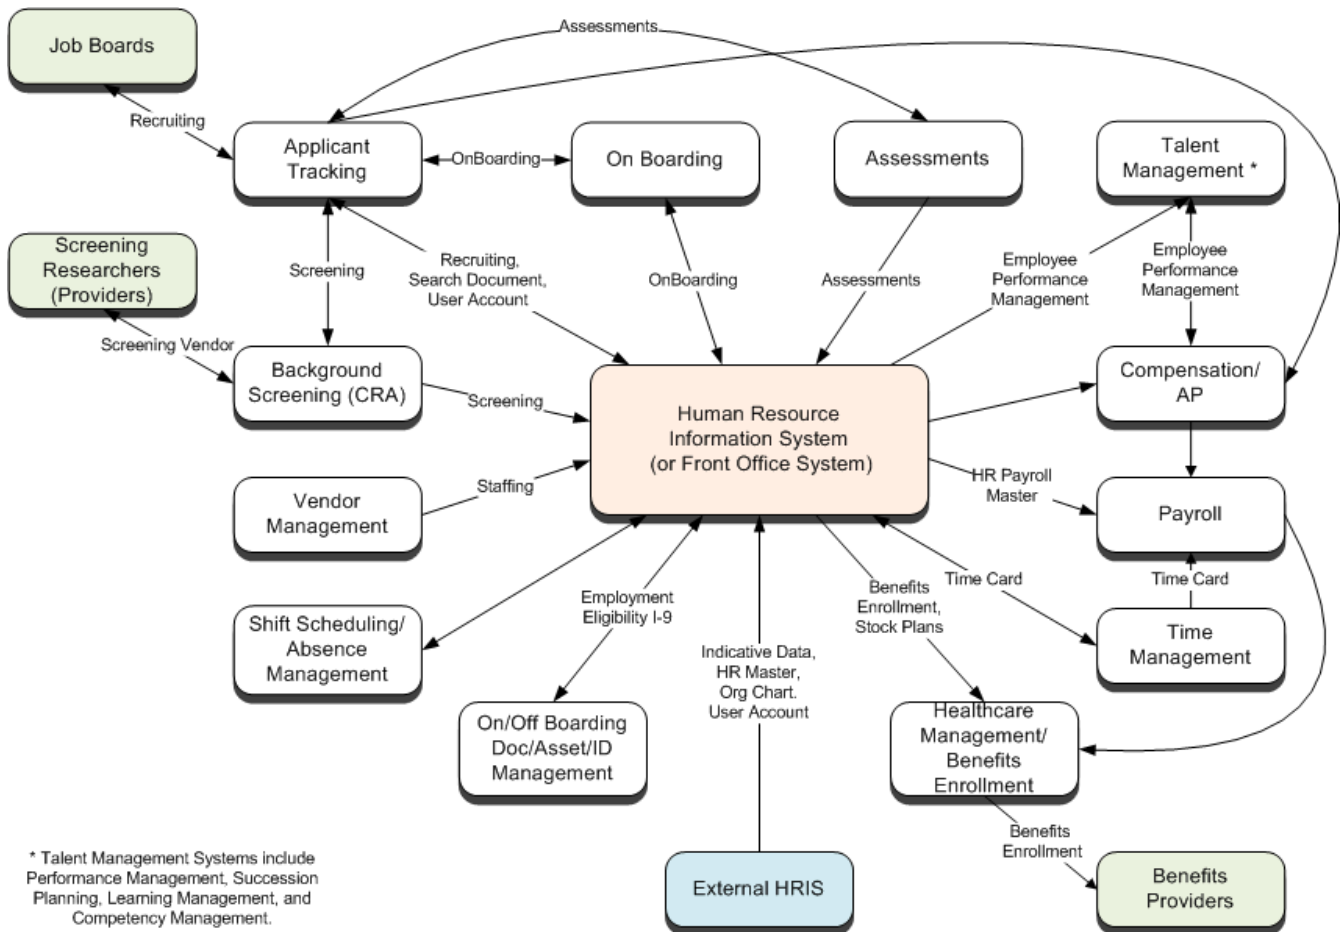 Assessments
Job Boards
Recruiting
Applicant
Tracking
OnBoarding
On Boarding
Assessments
Talent
Management *
Screening
Researchers
(Providers)
Screening
Recruiting,
Search Document,
User Account
OnBoarding
Assessments
Employee
Performance
Management
Employee
Performance
Management
Screening Vendor
Background
Screening (CRA)
Screening
Human Resource
Information System
(or Front Office System)
Compensation/
AP
Vendor
Management
Staffing
HR Payroll
Master
Payroll
Shift Scheduling/
Absence
Management
Employment
Eligibility I-9
Indicative Data,
HR Master,
Org Chart.
User Account
Benefits
Enrollment,
Stock Plans
Time Card
Time Card
Time
Management
On/Off Boarding
Doc/Asset/ID
Management
Healthcare
Management/
Benefits
Enrollment
Benefits
Enrollment
External HRIS
Benefits
Providers
* Talent Management Systems include
Performance Management, Succession
Planning, Learning Management, and
Competency Management.